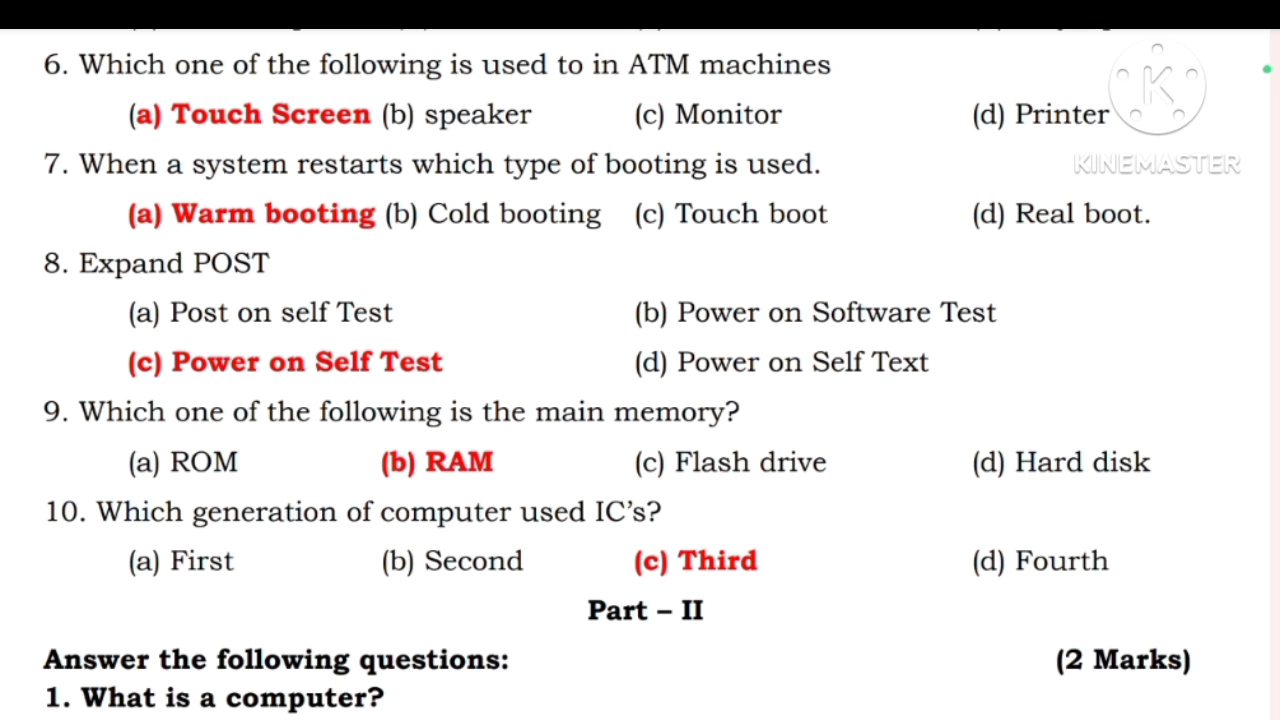 6. Which one of the following is used to in ATM machines
(a) Touch Screen (b) speaker (c) Monitor (d) Printer
K
KINEMASTER
7. When a system restarts which type of booting is used.
(a) Warm booting (b) Cold booting (c) Touch boot (d) Real boot.
8. Expand POST
(a) Post on self Test (b) Power on Software Test
(c) Power on Self Test (d) Power on Self Text
9. Which one of the following is the main memory?
(a) ROM (b) RAM (c) Flash drive (d) Hard disk
10. Which generation of computer used IC’s?
(a) First (b) Second (c) Third (d) Fourth
Part – II
Answer the following questions: (2 Marks)
1. What is a computer?